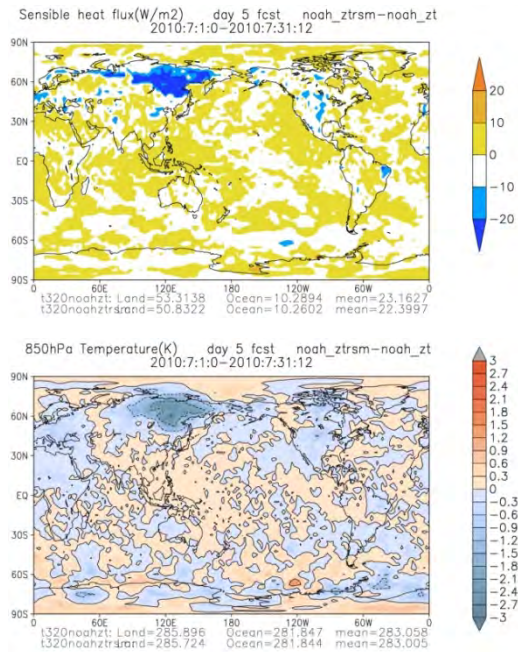 Sensible heat flux(W/m2) day 5 fcst noah_ztrsm−noah_zt
2010:7:1:0−2010:7:31:12
90N
60N
30N
EQ
30S
60S
90S
0 60E 120E 180 120W 60W 0
20
10
0
−10
−20
t320noahzt: Land=53.3138 Ocean=10.2894 mean=23.1627
Land=50.8322 Ocean=10.2602 mean=22.3997
850hPa Temperature(K) day 5 fcst noah_ztrsm−noah_zt
2010:7:1:0−2010:7:31:12
90N
60N
30N
EQ
30S
60S
90S
0 60E 120E 180 120W 60W 0
3
2.7
2.4
2.1
1.8
1.5
1.2
0.9
0.6
0.3
0
−0.3
−0.6
−0.9
−1.2
−1.5
−1.8
−2.1
−2.4
−2.7
−3
t320noahzt: Land=285.896 Ocean=281.847 mean=283.058
Land=285.724 Ocean=281.844 mean=283.005